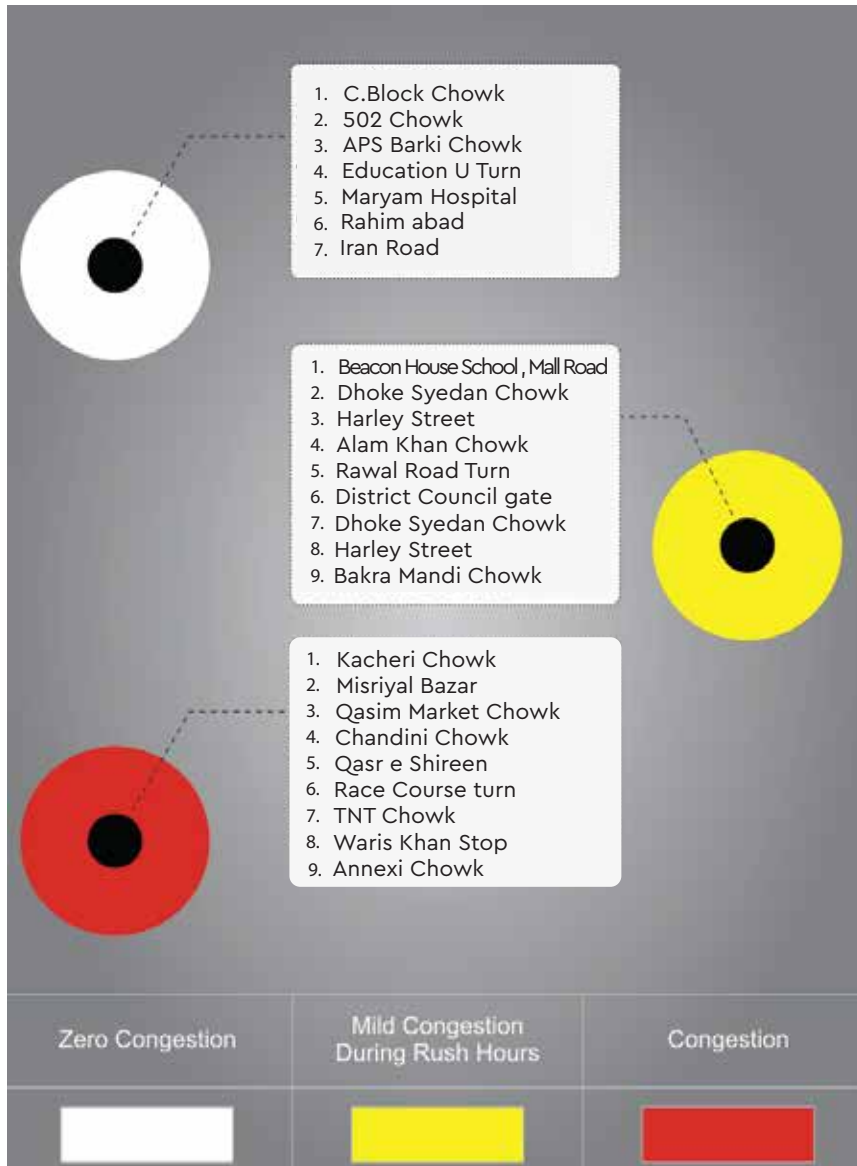 1. C.Block Chowk
2. 502 Chowk
3. APS Barki Chowk
4. Education U Turn
5. Maryam Hospital
6. Rahim abad
7. Iran Road
1. Beacon House School , Mall Road
2. Dhoke Syedan Chowk
3. Harley Street
4. Alam Khan Chowk
5. Rawal Road Turn
6. District Council gate
7. Dhoke Syedan Chowk
8. Harley Street
9. Bakra Mandi Chowk
1. Kacheri Chowk
2. Misriyal Bazar
3. Qasim Market Chowk
4. Chandini Chowk
5. Qasr e Shireen
6. Race Course turn
7. TNT Chowk
8. Waris Khan Stop
9. Annexi Chowk
Zero Congestion
Mild Congestion
During Rush Hours
Congestion